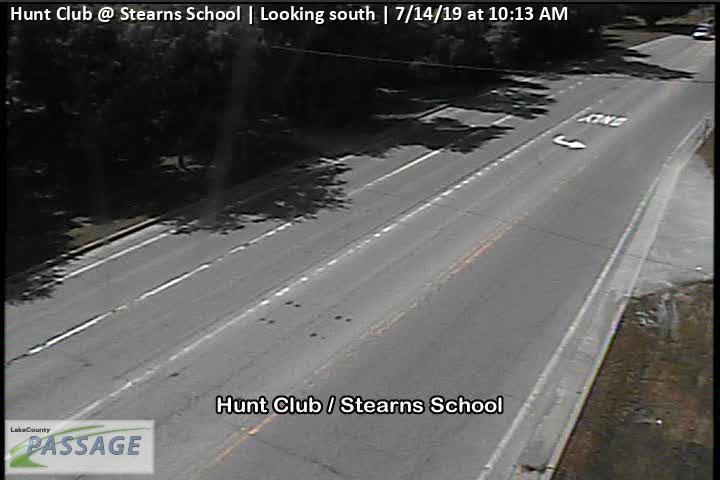 Hunt Club @ Stearns School | Looking south | 7/14/19 at 10:13 AM
Hunt Club / Stearns School
LakeCounty
PASSAGE